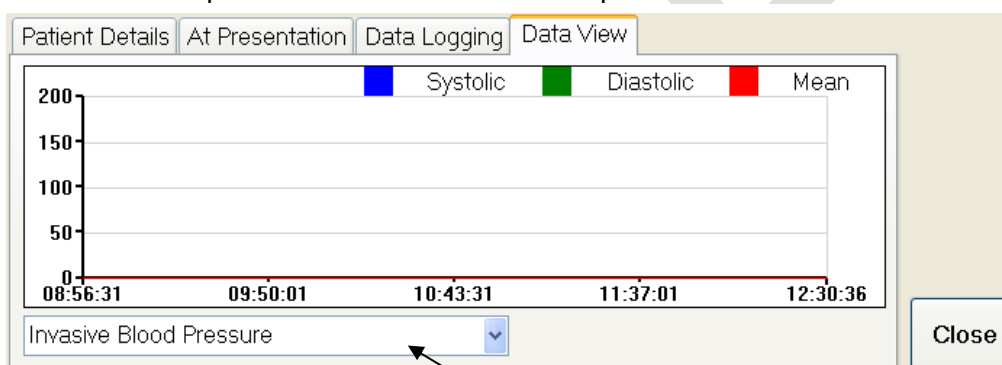 Patient Details At Presentation Data Logging Data View
Systolic Diastolic Mean
200
150
100
50
0
08:56:31 09:50:01 10:43:31 11:37:01 12:30:36
Invasive Blood Pressure
Close